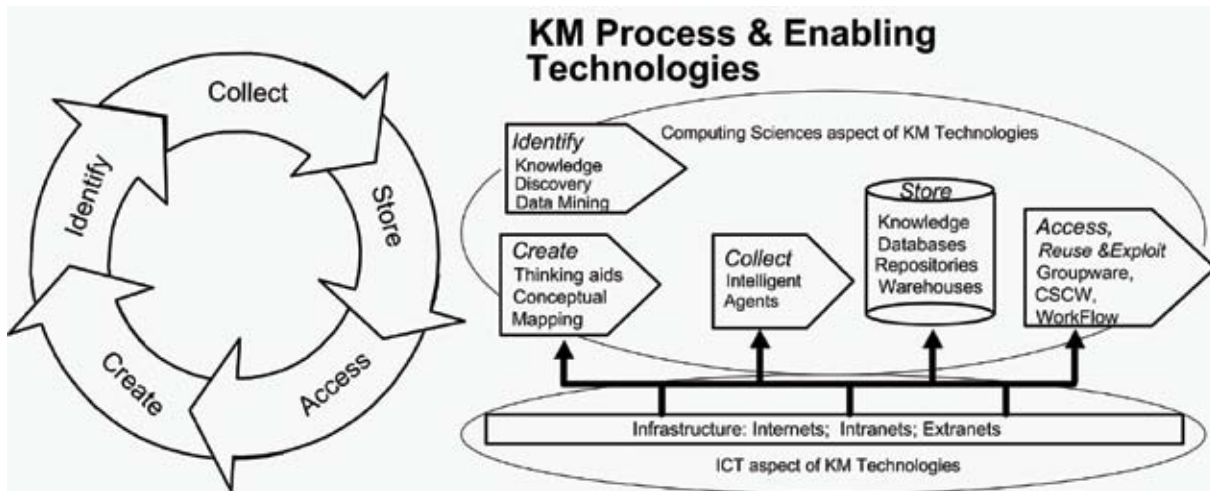 KM Process & Enabling
Technologies
Collect
Store
Access
Create
Identify
Computing Sciences aspect of KM Technologies
Identify
Knowledge
Discovery
Data Mining
Create
Thinking aids
Conceptual
Mapping
Collect
Intelligent
Agents
Store
Knowledge
Databases
Repositories
Warehouses
Access,
Reuse &Exploit
Groupware,
CSCW,
WorkFlow
Infrastructure: Internets; Intranets; Extranets
ICT aspect of KM Technologies